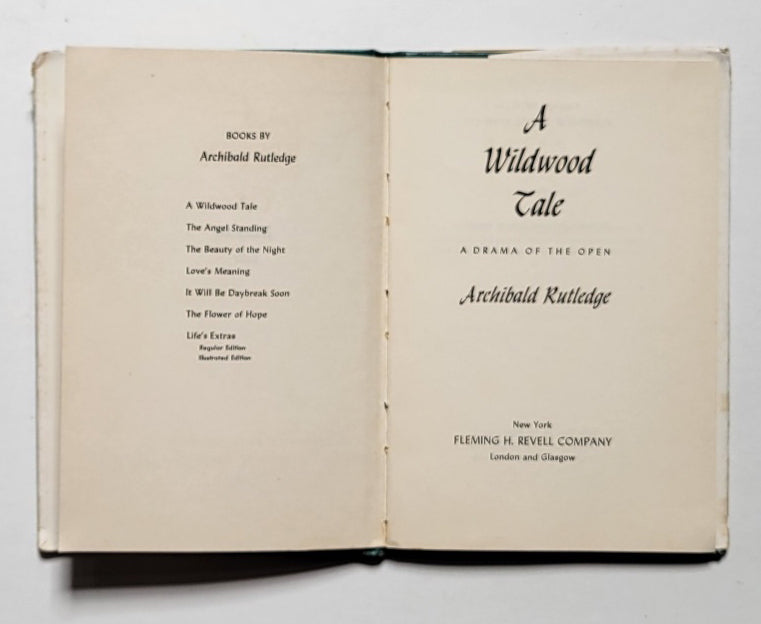 BOOKS BY
Archibald Rutledge
A Wildwood Tale
The Angel Standing
The Beauty of the Night
Love's Meaning
It Will Be Daybreak Soon
The Flower of Hope
Life's Extras
Regular Edition
Illustrated Edition
A
Wildwood
Tale
A DRAMA OF THE OPEN
Archibald Rutledge
New York
FLEMING H. REVELL COMPANY
London and Glasgow